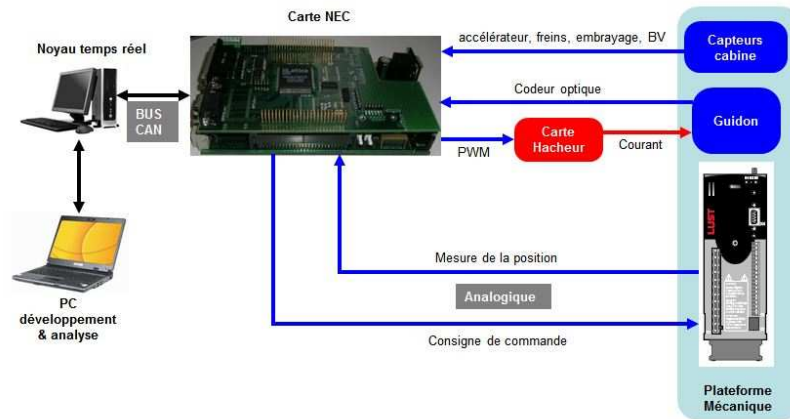 Carte NEC
Noyau temps réel
accélérateur, freins, embrayage, BV
Capteurs
cabine
Codeur optique
BUS
CAN
Guidon
PWM
Carte
Hacheur
Courant
LUST
Mesure de la position
Analogique
PC
développement
& analyse
Consigne de commande
Plateforme
Mécanique